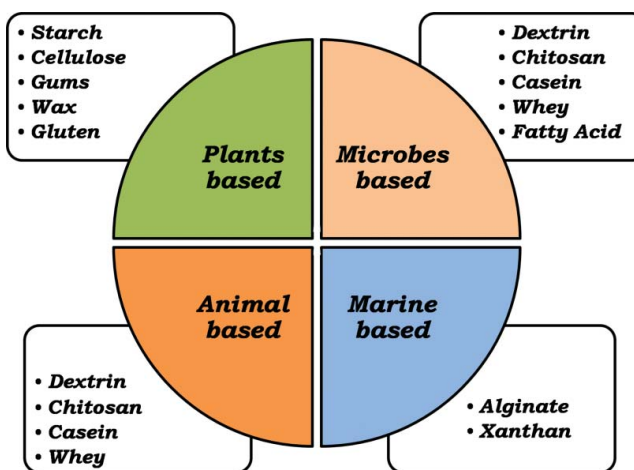 • Starch
• Cellulose
• Gums
• Wax
• Gluten
• Dextrin
• Chitosan
• Casein
• Whey
• Fatty Acid
Plants
based
Microbes
based
Animal
based
Marine
based
• Dextrin
• Chitosan
• Casein
• Whey
• Alginate
• Xanthan